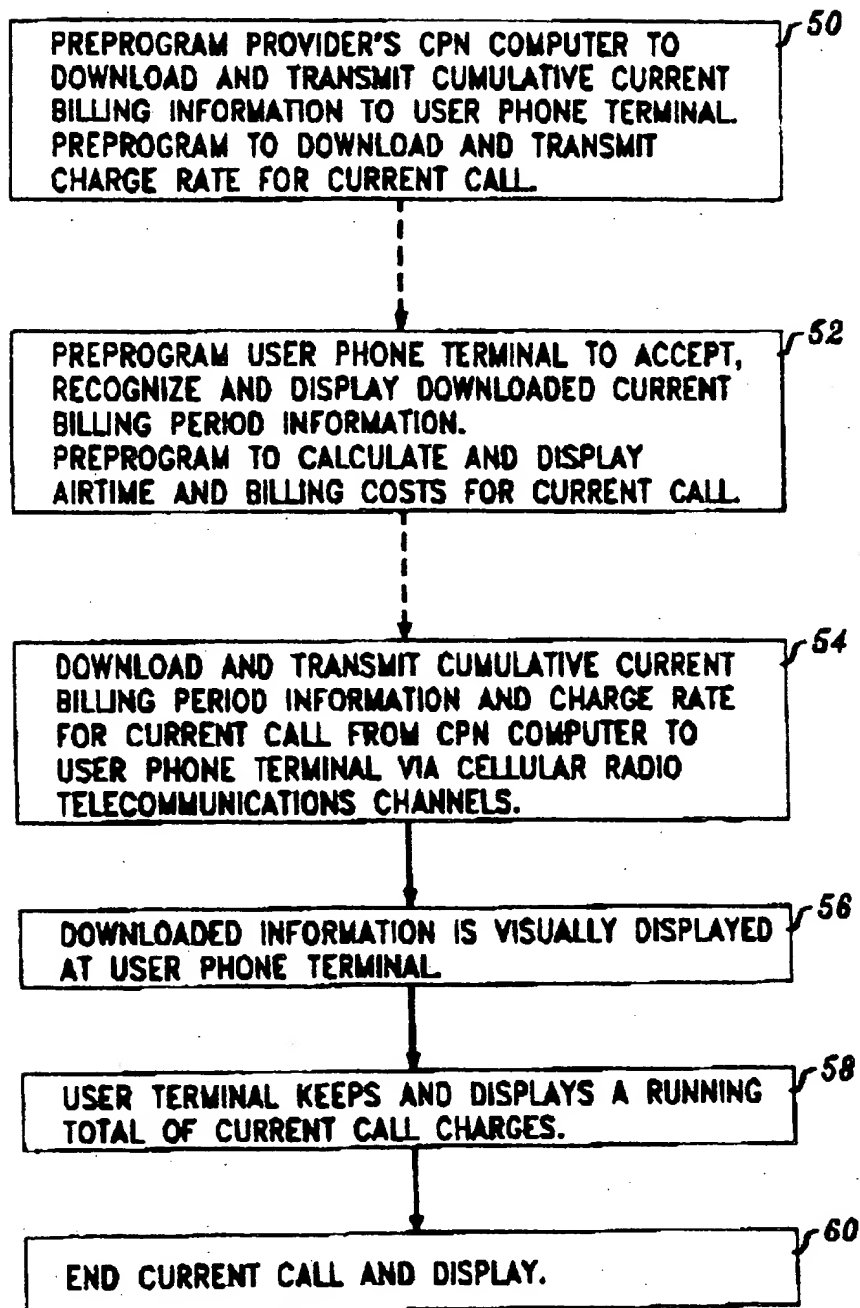 50
PREPROGRAM PROVIDER'S CPN COMPUTER TO
DOWNLOAD AND TRANSMIT CUMULATIVE CURRENT
BILLING INFORMATION TO USER PHONE TERMINAL.
PREPROGRAM TO DOWNLOAD AND TRANSMIT
CHARGE RATE FOR CURRENT CALL.
52
PREPROGRAM USER PHONE TERMINAL TO ACCEPT,
RECOGNIZE AND DISPLAY DOWNLOADED CURRENT
BILLING PERIOD INFORMATION.
PREPROGRAM TO CALCULATE AND DISPLAY
AIRTIME AND BILLING COSTS FOR CURRENT CALL.
54
DOWNLOAD AND TRANSMIT CUMULATIVE CURRENT
BILLING PERIOD INFORMATION AND CHARGE RATE
FOR CURRENT CALL FROM CPN COMPUTER TO
USER PHONE TERMINAL VIA CELLULAR RADIO
TELECOMMUNICATIONS CHANNELS.
56
DOWNLOADED INFORMATION IS VISUALLY DISPLAYED
AT USER PHONE TERMINAL
58
USER TERMINAL KEEPS AND DISPLAYS A RUNNING
TOTAL OF CURRENT CALL CHARGES.
60
END CURRENT CALL AND DISPLAY.